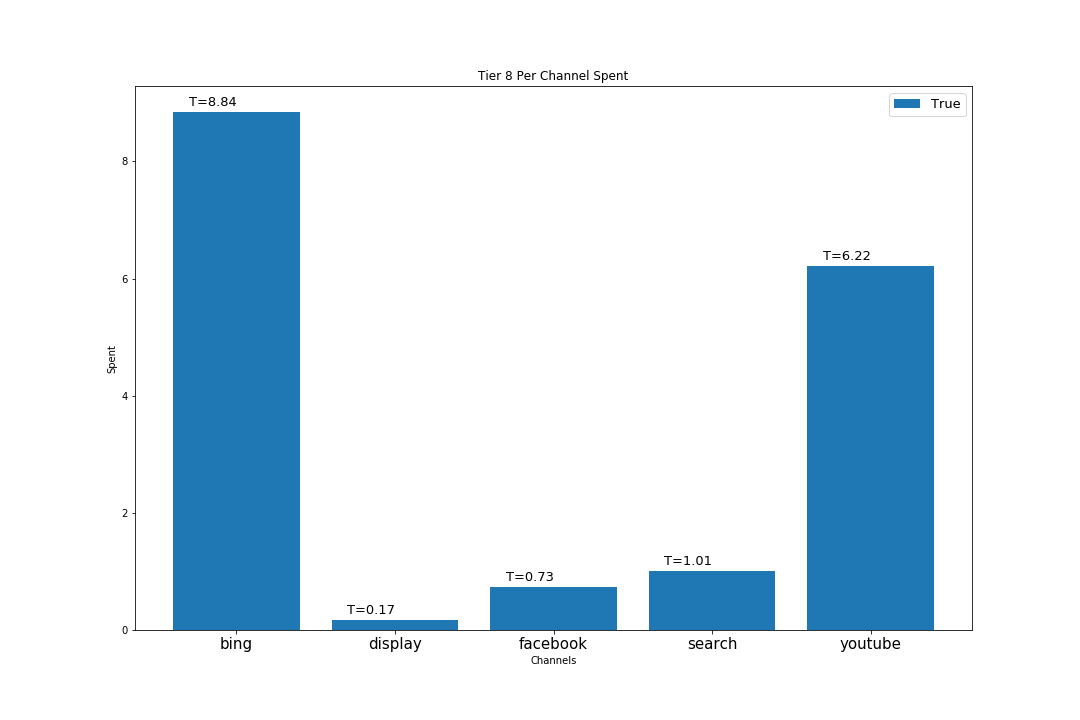 Tier 8 Per Channel Spent
True
T=8.84
T=0.17
T=0.73
T=1.01
T=6.22
8
6
4
2
0
Spent
bing display facebook search youtube
Channels